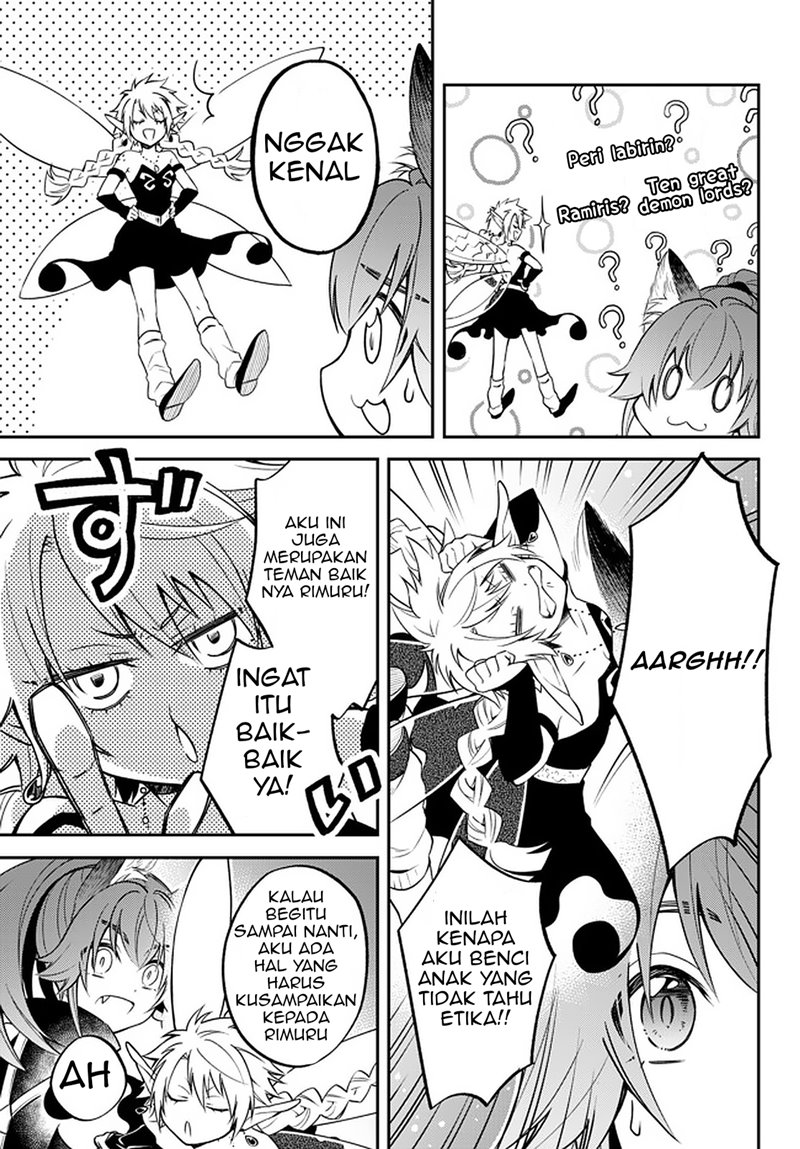 ?
?
?
?
?
?
?
?
?
?
Peri labirin?
Ramiris?
Ten great
demon lords?
NGGAK
KENAL
AARGHH!!
INILAH
KENAPA
AKU BENCI
ANAK YANG
TIDAK TAHU
ETIKA!!
ず
AKU INI
JUGA
MERUPAKAN
TEMAN BAIK
NYA RIMURU!
INGAT
ITU
BAIK-
BAIK
YA!
いっ
KALAU
BEGITU
SAMPAI NANTI,
AKU ADA
HAL YANG
HARUS
KUSAMPAIKAN
KEPADA
RIMURU
AH